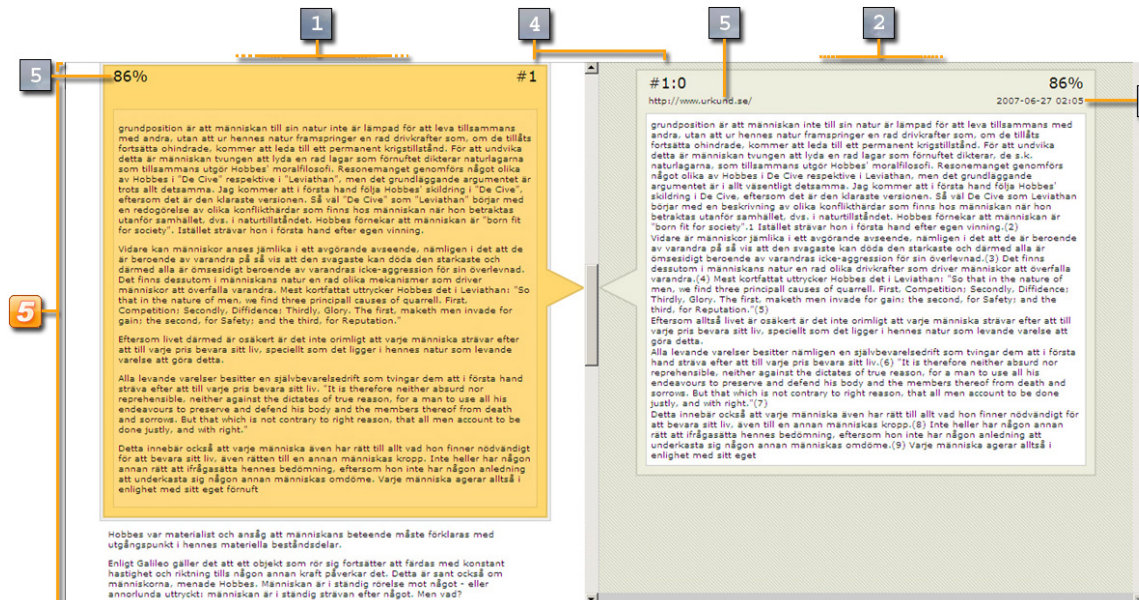 1
4
5
2
5
86%
#1
grundposition är att människan till sin natur inte är lämpad för att leva tillsammans
med andra, utan att ur hennes natur framspringer en rad drivkrafter som, om de tillåts
fortsätta ohindrade, kommer att leda till ett permanent krigstillstånd. För att undvika
detta är människan tvungen att lyda en rad lagar som förnuftet dikterar naturlagarna
som tillsammans utgör Hobbes' moralfilosofi. Resonemanget genomförs något olika
av Hobbes i "De Cive" respektive i "Leviathan", men det grundläggande argumentet är
trots allt detsamma. Jag kommer att i första hand följa Hobbes' skildring i "De Cive",
eftersom det är den klaraste versionen. Så väl "De Cive" som "Leviathan" börjar med
en redogörelse av olika konflikthärdar som finns hos människan när hon betraktas
utanför samhället, dvs. i naturtillståndet. Hobbes förnekar att människan är "born fit
for society". Istället strävar hon i första hand efter egen vinning.
Vidare kan människor anses jämlika i ett avgörande avseende, nämligen i det att de
är beroende av varandra på så vis att den svagaste kan döda den starkaste och
därmed alla är ömsesidigt beroende av varandras icke-aggression för sin överlevnad.
Det finns dessutom i människans natur en rad olika mekanismer som driver
människor att överfalla varandra. Mest kortfattat uttrycker Hobbes det i Leviathan: "So
that in the nature of men, we find three principall causes of quarrell. First,
Competition; Secondly, Diffidence; Thirdly, Glory. The first, maketh men invade for
gain; the second, for Safety; and the third, for Reputation."
Eftersom livet därmed är osäkert är det inte orimligt att varje människa strävar efter
att till varje pris bevara sitt liv, speciellt som det ligger i hennes natur som levande
varelse att göra detta.
Alla levande varelser besitter en självbevarelsedrift som tvingar dem att i första hand
sträva efter att till varje pris bevara sitt liv. "It is therefore neither absurd nor
reprehensible, neither against the dictates of true reason, for a man to use all his
endeavours to preserve and defend his body and the members thereof from death
and sorrows. But that which is not contrary to right reason, that all men account to be
done justly, and with right."
Detta innebär också att varje människa även har rätt till allt vad hon finner nödvändigt
för att bevara sitt liv, även rätten till en annan människas kropp. Inte heller har någon
annan rätt att ifrågasätta hennes bedömning, eftersom hon inte har någon anledning
att underkasta sig någon annan människas omdöme. Varje människa agerar alltså i
enlighet med sitt eget förnuft
5
Hobbes var materialist och ansåg att människans beteende måste förklaras med
utgångspunkt i hennes materiella beståndsdelar.
Enligt Galileo gäller det att ett objekt som rör sig fortsätter att färdas med konstant
hastighet och riktning tills någon annan kraft påverkar det. Detta är sant också om
människorna, menade Hobbes. Människan är i ständig rörelse mot något - eller
annorlunda uttryckt: människan är i ständig strävan efter något. Men vad?
#1:0
86%
http://www.urkund.se/
2007-06-27 02:05
grundposition är att människan inte till sin natur är lämpad för att leva tillsammans med
andra, utan att ur hennes natur framspringer en rad drivkrafter som, om de tillåts
fortsätta ohindrade, kommer att leda till ett permanent krigstillstånd. För att undvika
detta är människan tvungen att lyda en rad lagar som förnuftet dikterar, de s.k.
naturlagarna, som tillsammans utgör Hobbes' moralfilosofi. Resonemanget genomförs
något olika av Hobbes i De Cive respektive i Leviathan, men det grundläggande
argumentet är i allt väsentligt detsamma. Jag kommer att i första hand följa Hobbes'
skildring i De Cive, eftersom det är den klaraste versionen. Så väl De Cive som Leviathan
börjar med en beskrivning av olika konflikthärdar som finns hos människan när hon
betraktas utanför samhället, dvs. i naturtillståndet. Hobbes förnekar att människan är
"born fit for society".1 Istället strävar hon i första hand efter egen vinning.(2)
Vidare är människor jämlika i ett avgörande avseende, nämligen i det att de är beroende
av varandra på så vis att den svagaste kan döda den starkaste och därmed alla är
ömsesidigt beroende av varandras icke-aggression för sin överlevnad.(3) Det finns
dessutom i människans natur en rad olika drivkrafter som driver människor att överfalla
varandra.(4) Mest kortfattat uttrycker Hobbes det i Leviathan: "So that in the nature of
men, we find three principall causes of quarrell. First, Competition; Secondly, Diffidence;
Thirdly, Glory. The first, maketh men invade for gain; the second, for Safety; and the
third, for Reputation."(5)
Eftersom alltså livet är osäkert är det inte orimligt att varje människa strävar efter att till
varje pris bevara sitt liv, speciellt som det ligger i hennes natur som levande varelse att
göra detta.
Alla levande varelser besitter nämligen en självbevarelsedrift som tvingar dem att i första
hand sträva efter att till varje pris bevara sitt liv.(6) "It is therefore neither absurd nor
reprehensible, neither against the dictates of true reason, for a man to use all his
endeavours to preserve and defend his body and the members thereof from death and
sorrows. But that which is not contrary to right reason, that all men account to be done
justly, and with right."(7)
Detta innebär också att varje människa även har rätt till allt vad hon finner nödvändigt för
att bevara sitt liv, även till en annan människas kropp.(8) Inte heller har någon annan
rätt att ifrågasätta hennes bedömning, eftersom hon inte har någon anledning att
underkasta sig någon annan människas omdöme.(9) Varje människa agerar alltså i
enlighet med sitt eget